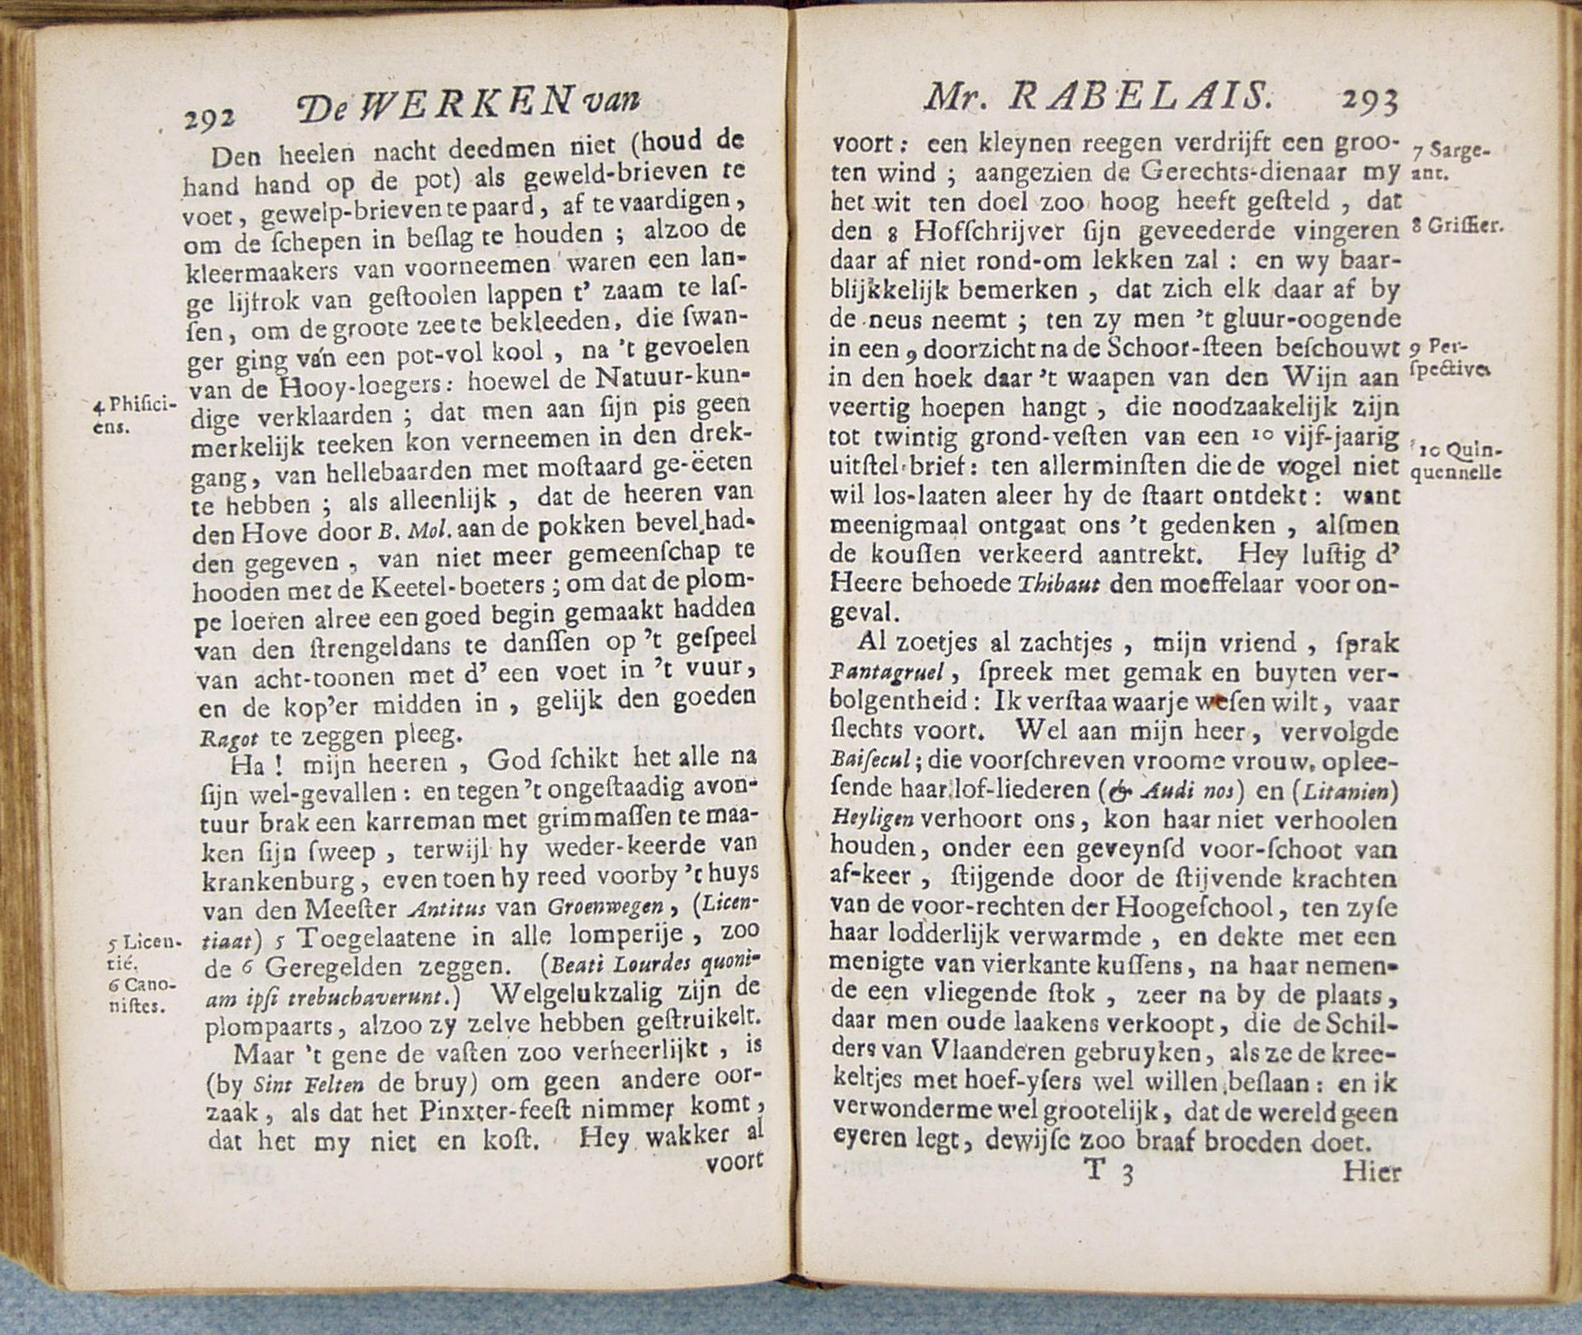 292 De WERKEN van
Den heelen nacht deedmen niet (houd de
hand hand op de pot) als geweld-brieven te
voet, gewelp-brieven te paard, af te vaardigen,
om de ſchepen in beſlag te houden ; alzoo de
kleermaakers van voorneemen waren een lan-
ge lijfrok van geſtoolen lappen t' zaam te laſ-
ſen, om de groote zee te bekleeden, die ſwan-
ger ging van een pot-vol kool , na 't gevoelen
van de Hooy-loegers: hoewel de Natuur-kun-
dige verklaarden ; dat men aan ſijn pis geen
merkelijk teeken kon verneemen in den drek-
gang, van hellebaarden met moſtaard ge-ëeten
te hebben ; als alleenlijk , dat de heeren van
den Hove door B. Mol. aan de pokken bevel had-
den gegeven , van niet meer gemeenſchap te
hooden met de Keetel-boeters ; om dat de plom-
pe loeren alree een goed begin gemaakt hadden
van den ſtrengeldans te danſſen op 't geſpeel
van acht-toonen met d' een voet in 't vuur,
en de kop'er midden in , gelijk den goeden
Ragot te zeggen pleeg.
Ha ! mijn heeren , God ſchikt het alle na
ſijn wel-gevallen : en tegen 't ongeſtaadig avon-
tuur brak een karreman met grimmaſſen te maa-
ken ſijn ſweep , terwijl hy weder-keerde van
krankenburg, even toen hy reed voorby 't huys
van den Meeſter Antitus van Groenwegen , (Licen-
tiaat) 5 Toegelaatene in alle lomperije , zoo
de 6 Geregelden zeggen. (Beati Lourdes quoni-
am ipſi trebuchaverunt.) Welgelukzalig zijn de
plompaarts, alzoo zy zelve hebben geſtruikelt.
Maar 't gene de vaſten zoo verheerlijkt , is
(by Sint Felten de bruy) om geen andere oor-
zaak , als dat het Pinxter-feeſt nimmer komt,
dat het my niet en koſt. Hey wakker al
voort
4 Phiſici-
ens.
5 Licen-
tié.
6 Cano-
niſtes.
Mr. RABELAIS. 293
voort : een kleynen reegen verdrijft een groo-
ten wind ; aangezien de Gerechts-dienaar my
het wit ten doel zoo hoog heeft geſteld , dat
den 8 Hofſchrijver ſijn geveederde vingeren
daar af niet rond-om lekken zal : en wy baar-
blijkkelijk bemerken , dat zich elk daar af by
de neus neemt ; ten zy men 't gluur-oogende
in een 9 doorzicht na de Schoor-ſteen beſchouwt
in den hoek daar 't waapen van den Wijn aan
veertig hoepen hangt , die noodzaakelijk zijn
tot twintig grond-veſten van een 10 vijf-jaarig
uitſtel-brief: ten allerminſten die de vogel niet
wil los-laaten aleer hy de ſtaart ontdekt : want
meenigmaal ontgaat ons 't gedenken , alſmen
de kouſſen verkeerd aantrekt. Hey luſtig d'
Heere behoede Thibaut den moeffelaar voor on-
geval.
Al zoetjes al zachtjes , mijn vriend , ſprak
Pantagruel , ſpreek met gemak en buyten ver-
bolgentheid : Ik verſtaa waarje weſen wilt, vaar
ſlechts voort. Wel aan mijn heer, vervolgde
Baiſecul ; die voorſchreven vroome vrouw, oplee-
ſende haar lof-liederen (& Audi nos) en (Litanien)
Heyligen verhoort ons, kon haar niet verhoolen
houden, onder een geveynſd voor-ſchoot van
af-keer , ſtijgende door de ſtijvende krachten
van de voor-rechten der Hoogeſchool, ten zyſe
haar lodderlijk verwarmde , en dekte met een
menigte van vierkante kuſſens, na haar nemen-
de een vliegende ſtok , zeer na by de plaats,
daar men oude laakens verkoopt, die de Schil-
ders van Vlaanderen gebruyken, als ze de kree-
keltjes met hoef-yſers wel willen beſlaan : en ik
verwonder me wel grootelijk, dat de wereld geen
eyeren legt, dewijſe zoo braaf broeden doet.
T 3 Hier
7 Sarge-
ant.
8 Griffier.
9 Per-
ſpective.
10 Quin-
quennelle